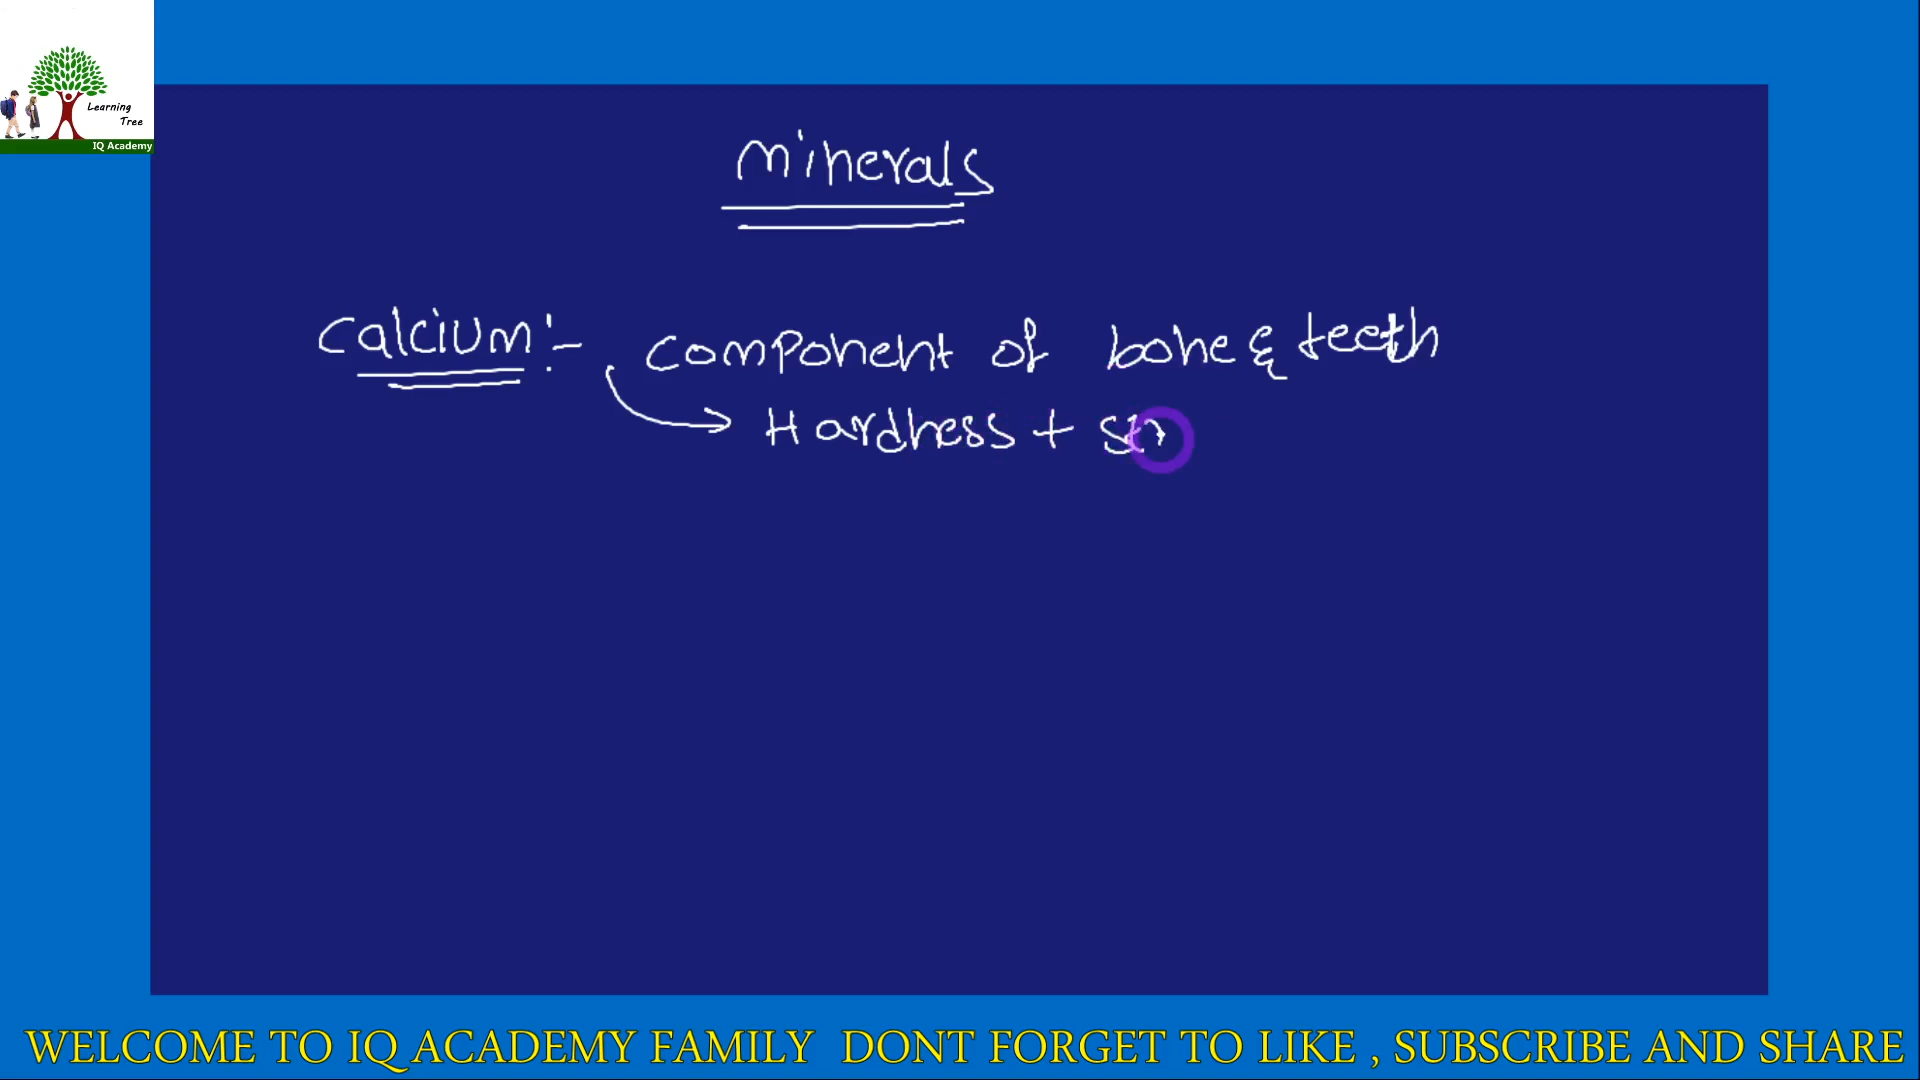 Learning
Tree
IQ Academy
Minerals
Calcium :- component of bone & teeth
Hardness + st
WELCOME TO IQ ACADEMY FAMILY DONT FORGET TO LIKE , SUBSCRIBE AND SHARE